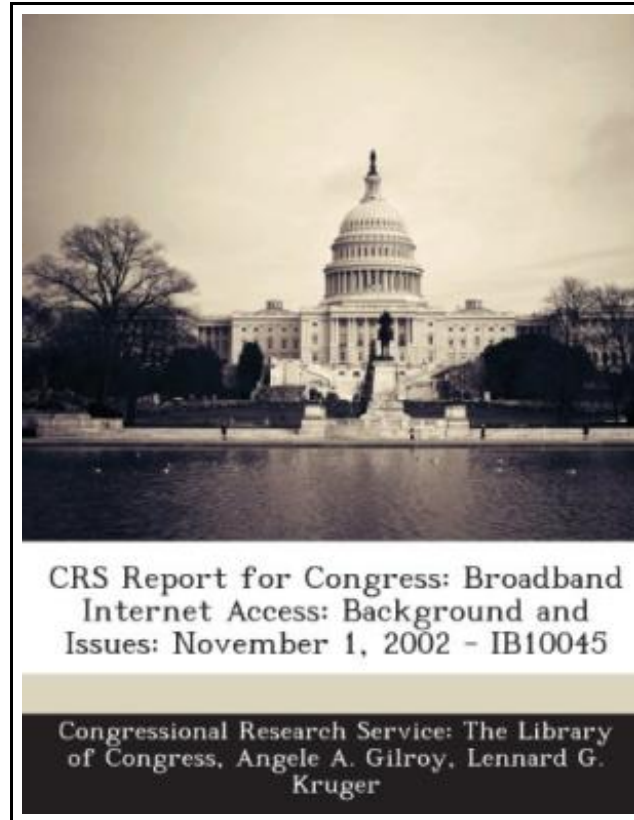 CRS Report for Congress: Broadband
Internet Access: Background and
Issues: November 1, 2002 - IB10045
Congressional Research Service: The Library
of Congress, Angele A. Gilroy, Lennard G.
Kruger